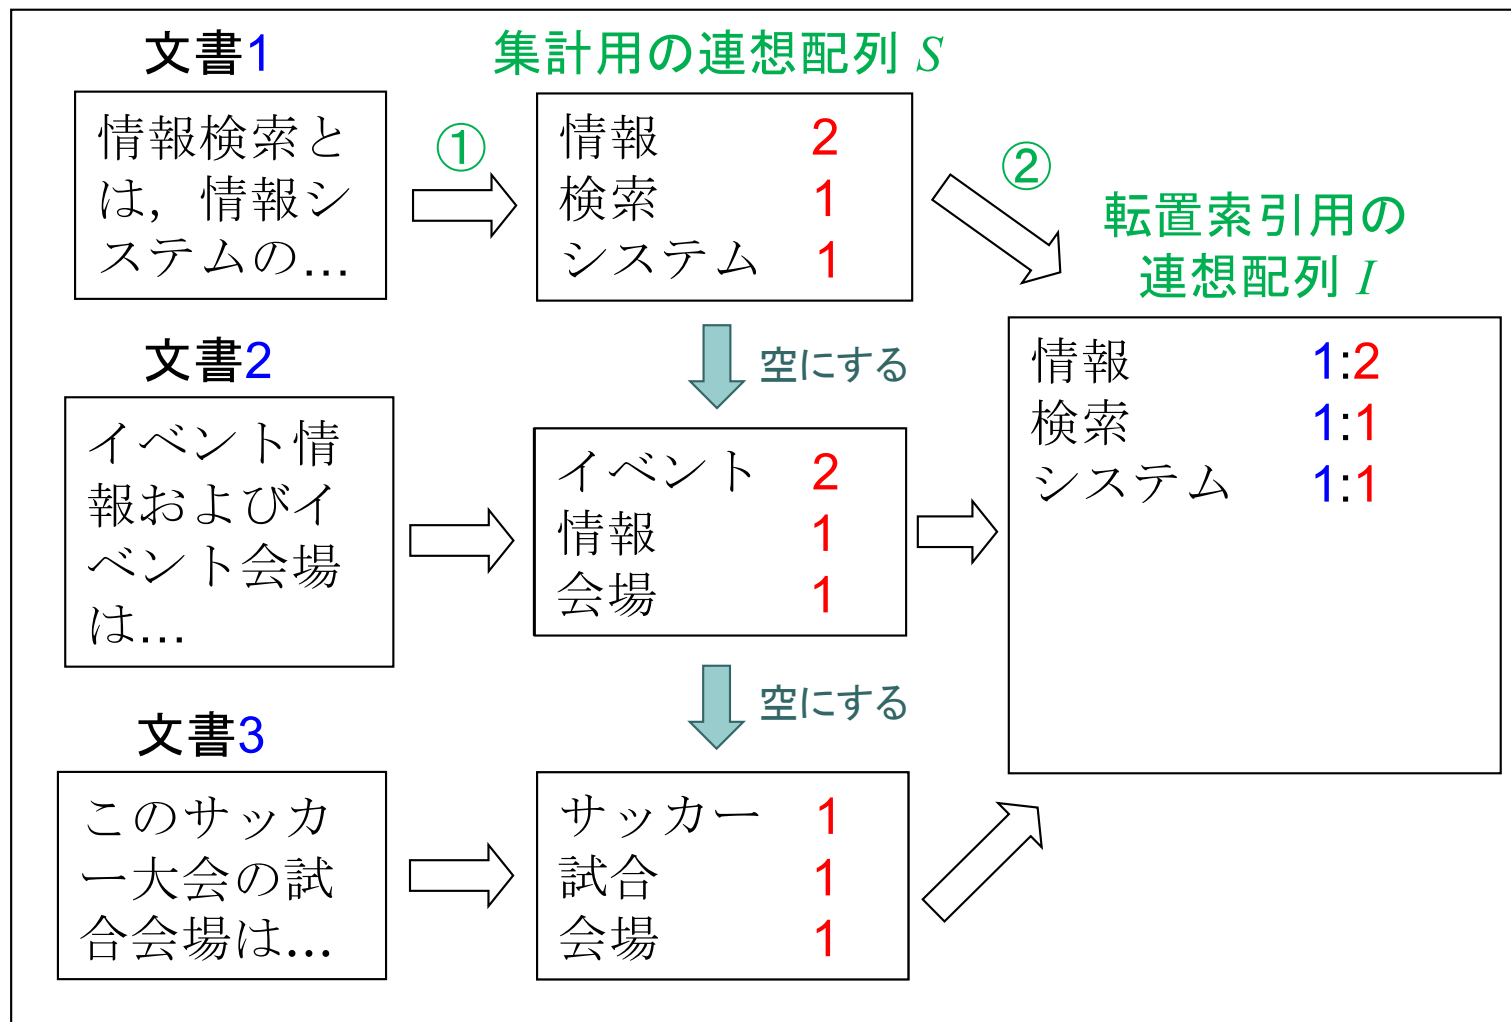 文書1
情報検索と
は，情報シ
ステムの…
集計用の連想配列 S
①
情報 2
検索 1
システム 1
②
空にする
文書2
イベント情
報およびイ
ベント会場
は…
イベント 2
情報 1
会場 1
空にする
文書3
このサッカ
ー大会の試
合会場は…
サッカー 1
試合 1
会場 1
転置索引用の
連想配列 I
情報 1:2
検索 1:1
システム 1:1